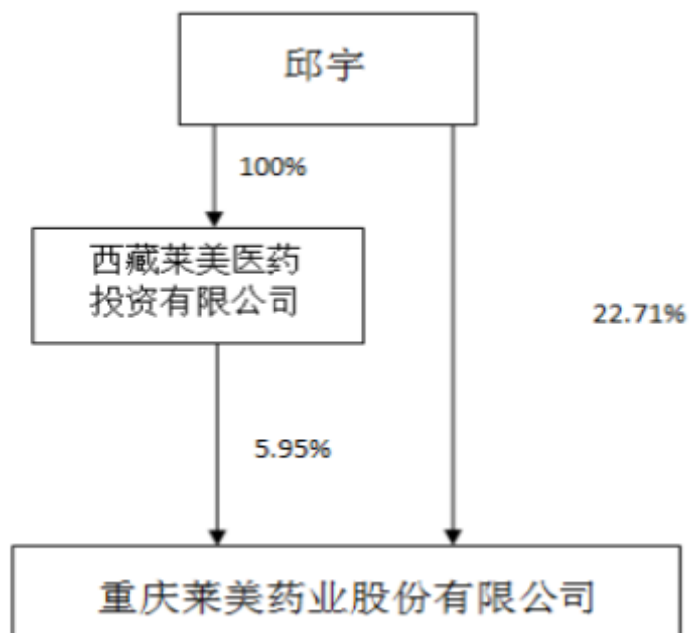 邱宇
100%
西藏莱美医药
投资有限公司
22.71%
5.95%
重庆莱美药业股份有限公司